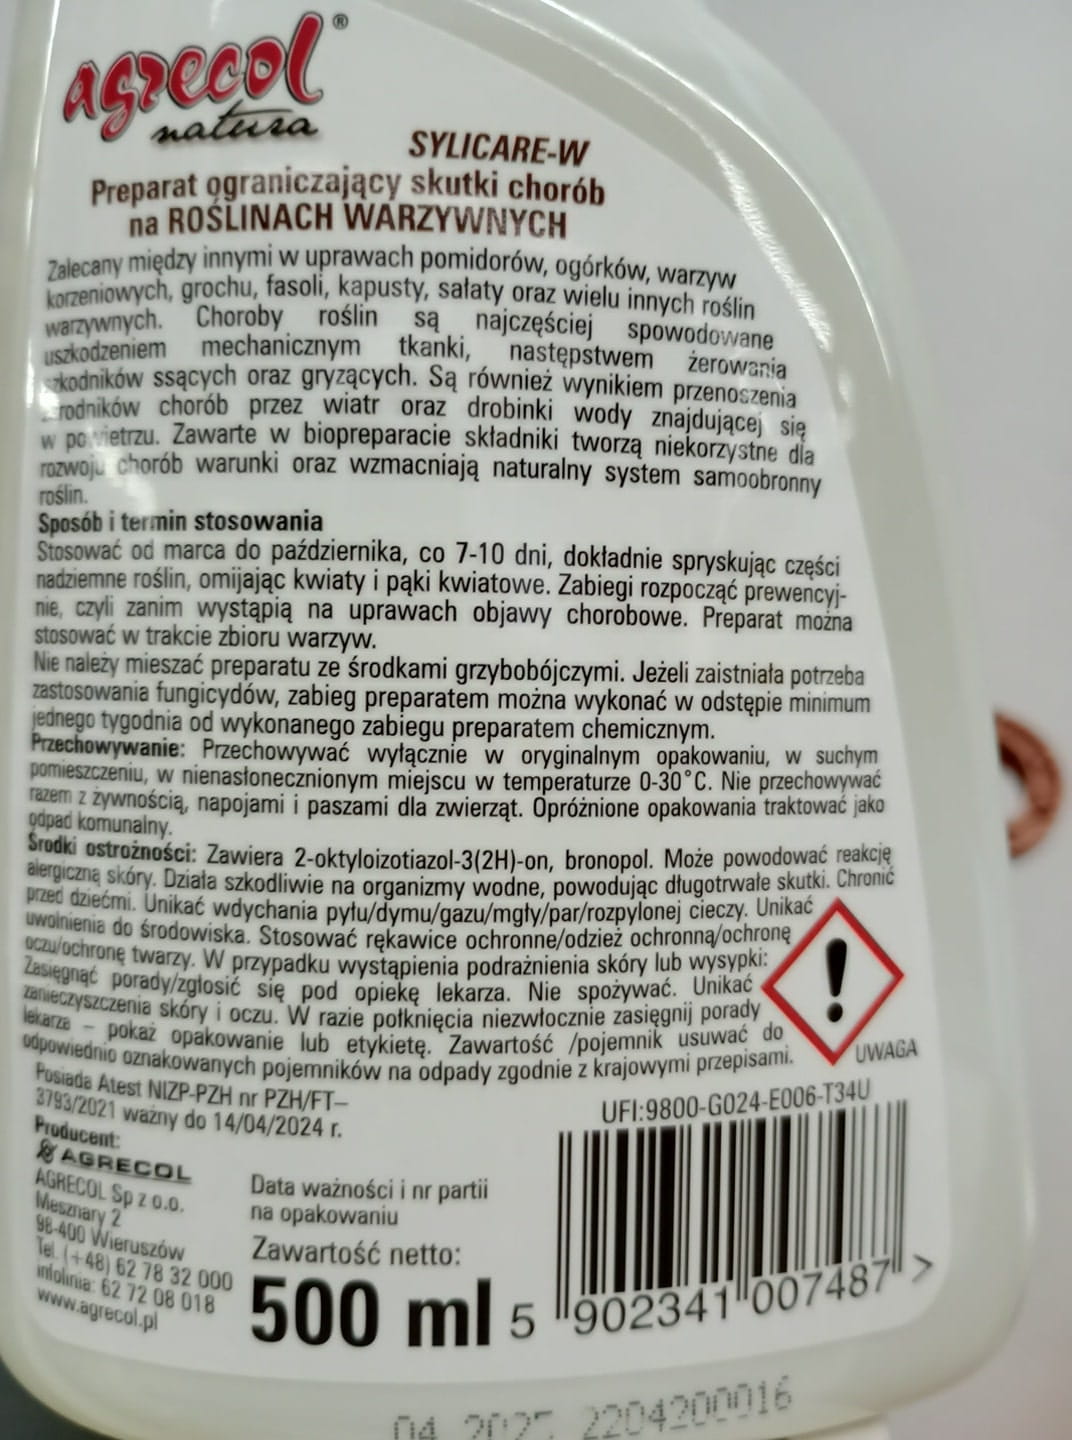 agrecol®
natura
SYLICARE-W
Preparat ograniczający skutki chorób
na ROŚLINACH WARZYWNYCH
Zalecany między innymi w uprawach pomidorów, ogórków, warzyw
korzeniowych, grochu, fasoli, kapusty, sałaty oraz wielu innych roślin
warzywnych. Choroby roślin są najczęściej spowodowane
uszkodzeniem mechanicznym tkanki, następstwem żerowania
szkodników ssących oraz gryzących. Są również wynikiem przenoszenia
zarodników chorób przez wiatr oraz drobinki wody znajdującej się
w powietrzu. Zawarte w biopreparacie składniki tworzą niekorzystne dla
rozwoju chorób warunki oraz wzmacniają naturalny system samoobronny
roślin.
Sposób i termin stosowania
Stosować od marca do października, co 7-10 dni, dokładnie spryskując części
nadziemne roślin, omijając kwiaty i pąki kwiatowe. Zabiegi rozpocząć prewencyj-
nie, czyli zanim wystąpią na uprawach objawy chorobowe. Preparat można
stosować w trakcie zbioru warzyw.
Nie należy mieszać preparatu ze środkami grzybobójczymi. Jeżeli zaistniała potrzeba
zastosowania fungicydów, zabieg preparatem można wykonać w odstępie minimum
jednego tygodnia od wykonanego zabiegu preparatem chemicznym.
Przechowywanie: Przechowywać wyłącznie w oryginalnym opakowaniu, w suchym
pomieszczeniu, w nienasłonecznionym miejscu w temperaturze 0-30°C. Nie przechowywać
razem z żywnością, napojami i paszami dla zwierząt. Opróżnione opakowania traktować jako
odpad komunalny.
Środki ostrożności: Zawiera 2-oktyloizotiazol-3(2H)-on, bronopol. Może powodować reakcję
alergiczną skóry. Działa szkodliwie na organizmy wodne, powodując długotrwałe skutki. Chronić
przed dziećmi. Unikać wdychania pyłu/dymu/gazu/mgły/par/rozpylonej cieczy. Unikać
uwolnienia do środowiska. Stosować rękawice ochronne/odzież ochronną/ochronę
oczu/ochronę twarzy. W przypadku wystąpienia podrażnienia skóry lub wysypki:
Zasięgnąć porady/zgłosić się pod opiekę lekarza. Nie spożywać. Unikać
zanieczyszczenia skóry i oczu. W razie połknięcia niezwłocznie zasięgnij porady
lekarza – pokaż opakowanie lub etykietę. Zawartość /pojemnik usuwać do
odpowiednio oznakowanych pojemników na odpady zgodnie z krajowymi przepisami.
UWAGA
Posiada Atest NIZP-PZH nr PZH/FT–
3793/2021 ważny do 14/04/2024 r.
UFI:9800-G024-E006-T34U
Producent:
AGRECOL
AGRECOL Sp z o.o.
Mesznary 2
98-400 Wieruszów
Tel. (+48) 62 78 32 000
infolinia: 62 72 08 018
www.agrecol.pl
Data ważności i nr partii
na opakowaniu
Zawartość netto:
500 ml
5 902341 007487 >
04 2025 2204200016